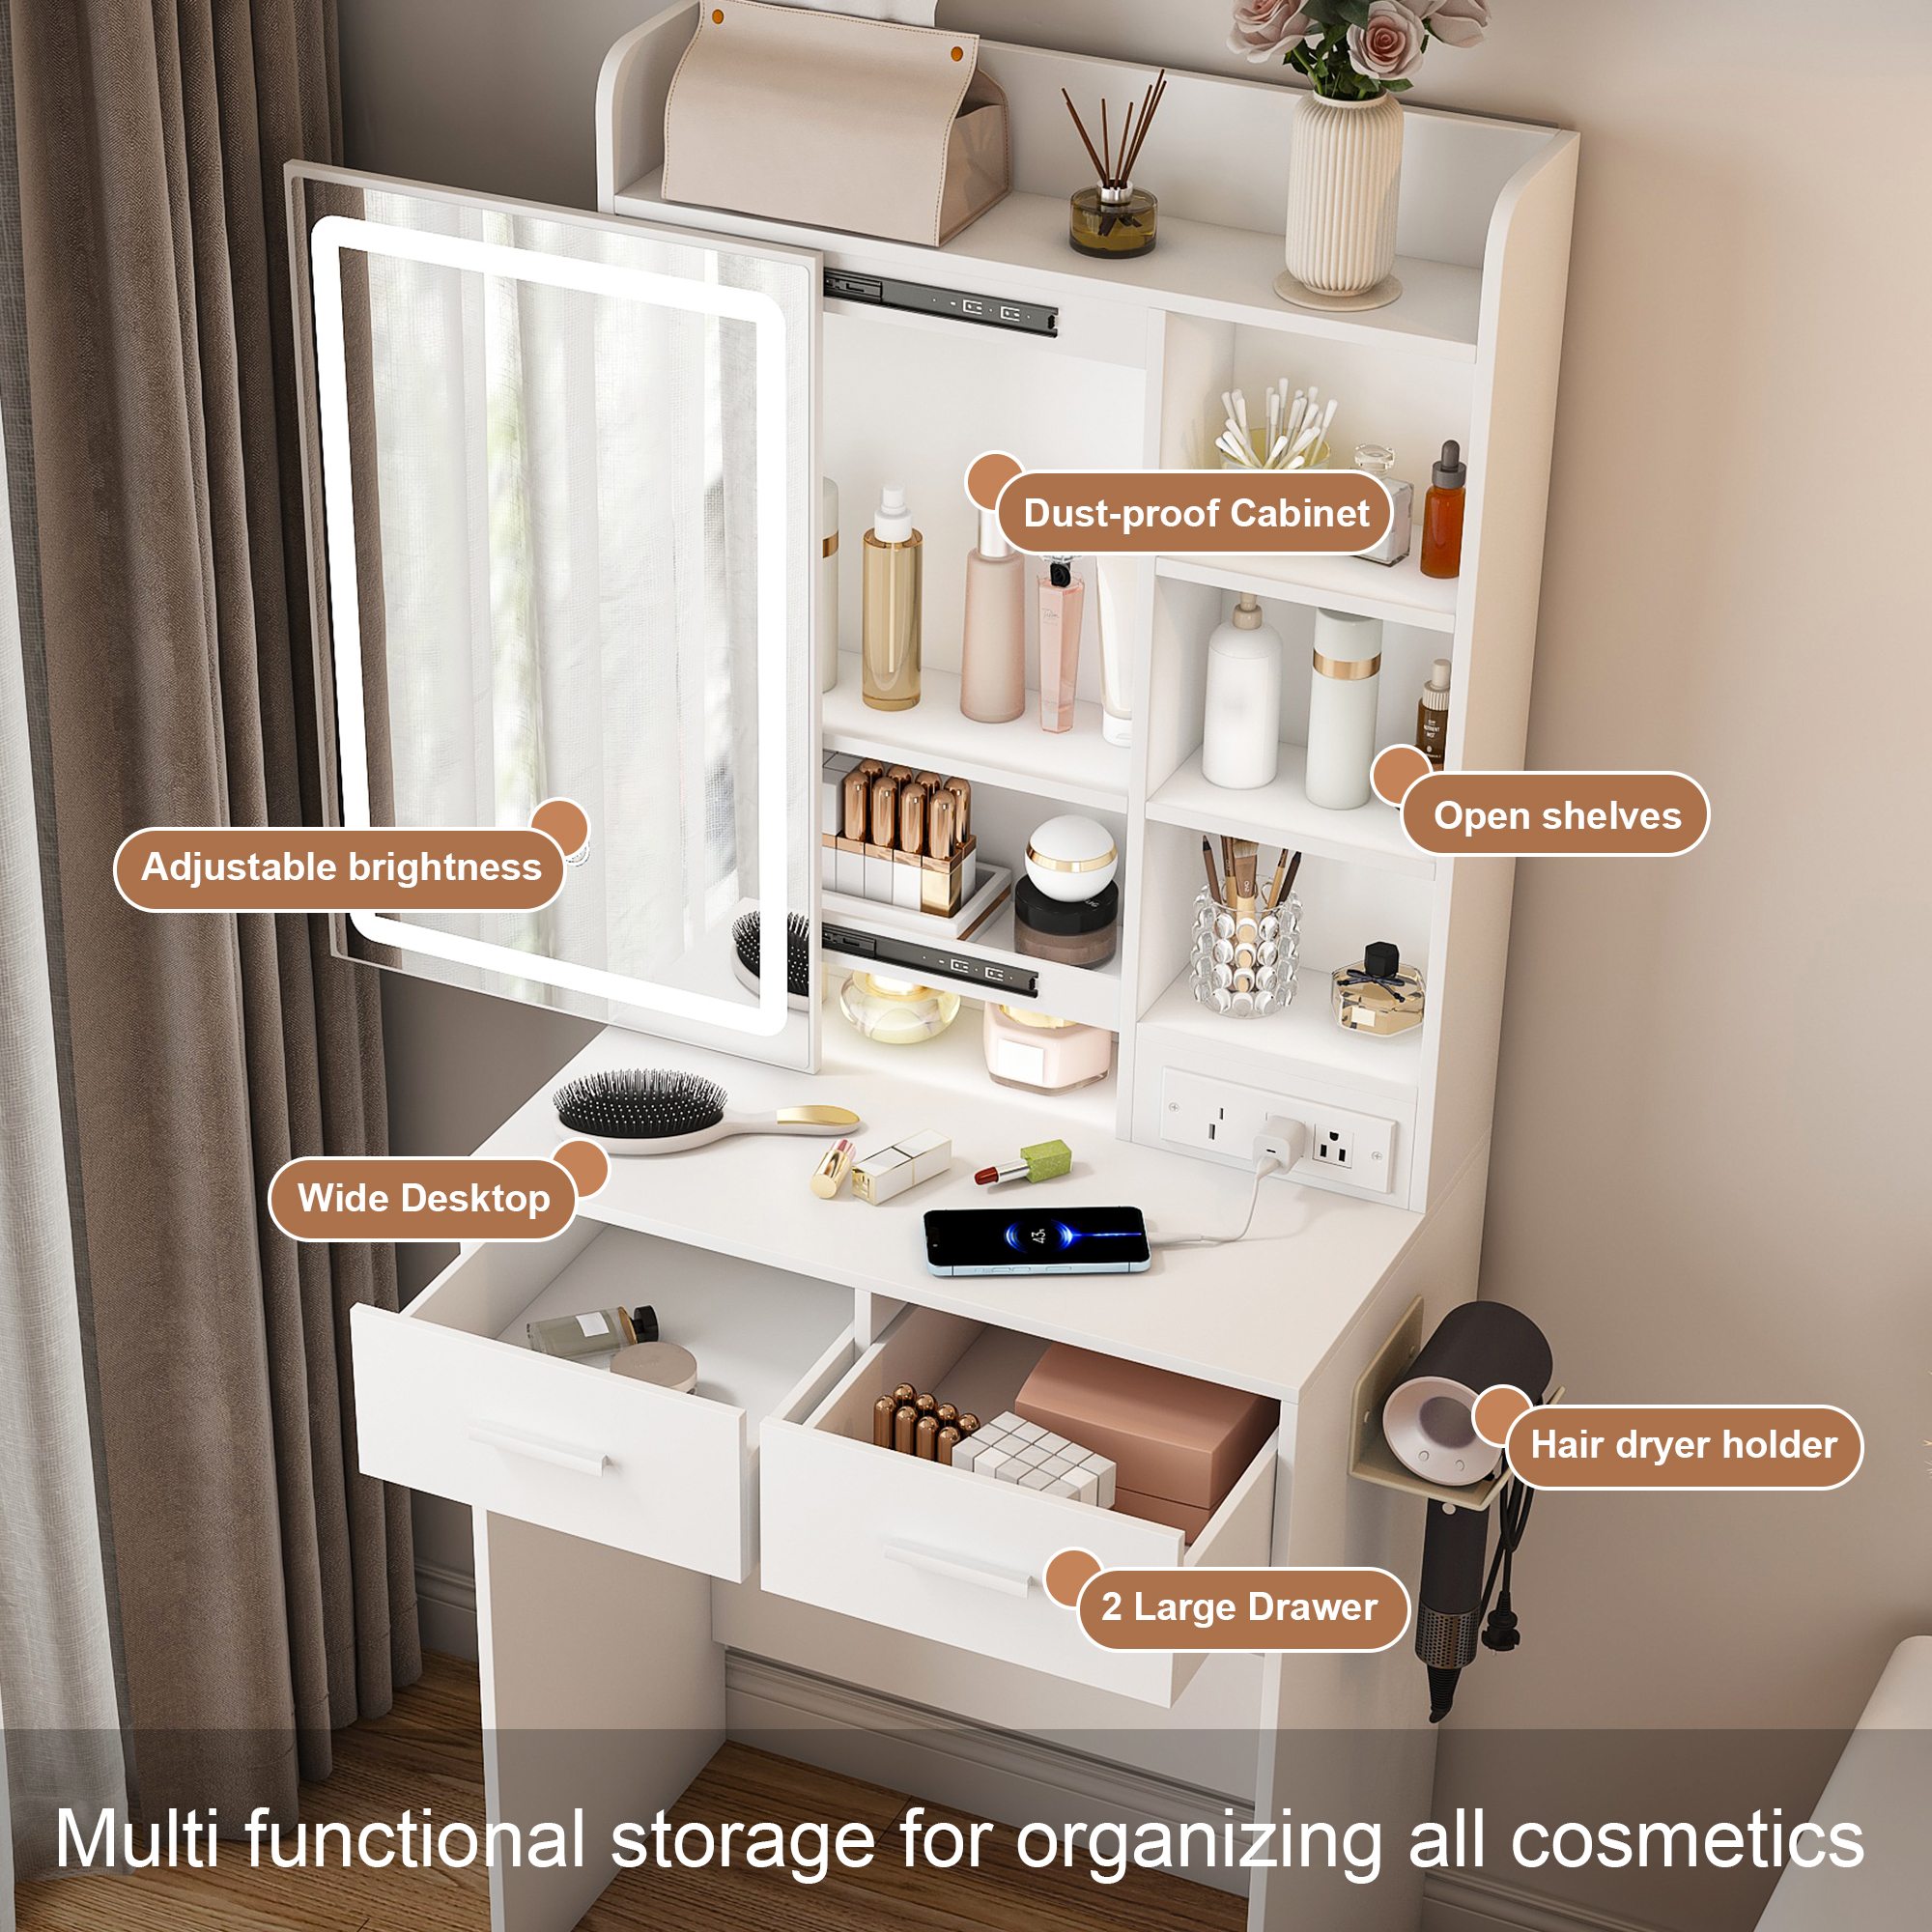 Dust-proof Cabinet
Open shelves
Adjustable brightness
Wide Desktop
43%
Hair dryer holder
2 Large Drawer
Multi functional storage for organizing all cosmetics